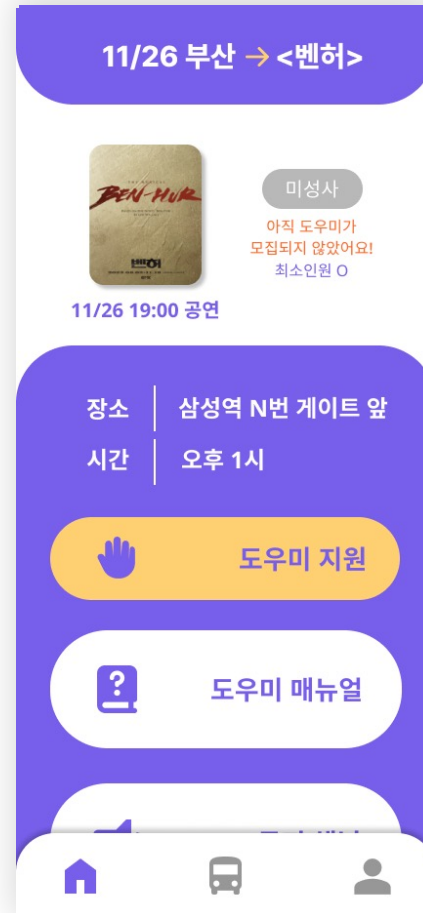 11/26 부산 → <벤허>
BEN-HUR
벤허
미성사
아직 도우미가
모집되지 않았어요!
최소인원 O
11/26 19:00 공연
장소 삼성역 N번 게이트 앞
시간 오후 1시
도우미 지원
도우미 매뉴얼